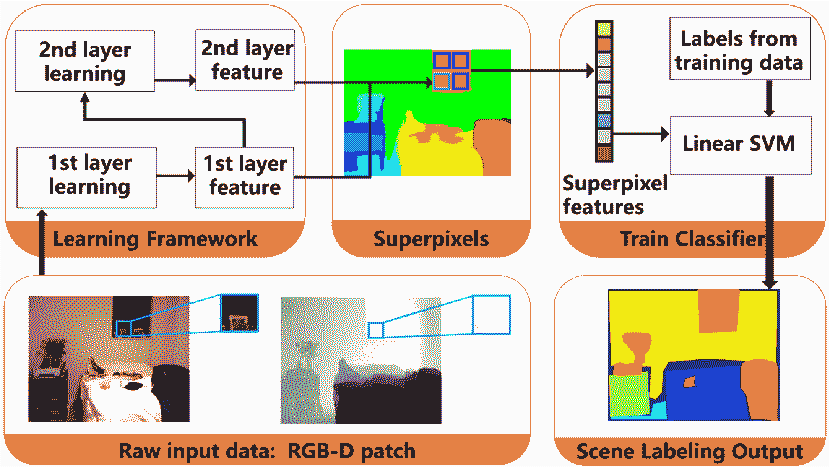 2nd layer
learning
2nd layer
feature
1st layer
learning
1st layer
feature
Learning Framework
Superpixels
Labels from
training data
Linear SVM
Superpixel
features
Train Classifier
Raw input data: RGB-D patch
Scene Labeling Output